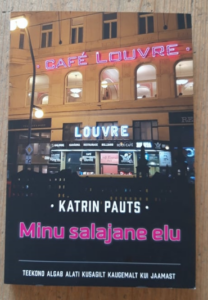 CAFÉ LOUVRE
LOUVRE
· KATRIN PAUTS ·
Minu salajane elu
TEEKOND ALGAB ALATI KUSAGILT KAUGEMALT KUI JAAMAST